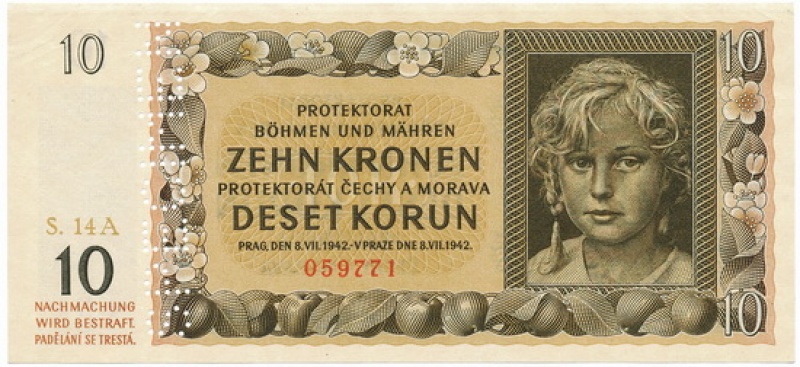 10
10
PROTEKTORAT
BÖHMEN UND MÄHREN
ZEHN KRONEN
PROTEKTORÁT ČECHY A MORAVA
DESET KORUN
PRAG, DEN 8.VII.1942.-V PRAZE DNE 8.VII.1942.
059771
S. 14A
10
NACHMACHUNG
WIRD BESTRAFT.
PADĚLÁNÍ SE TRESTÁ.
10